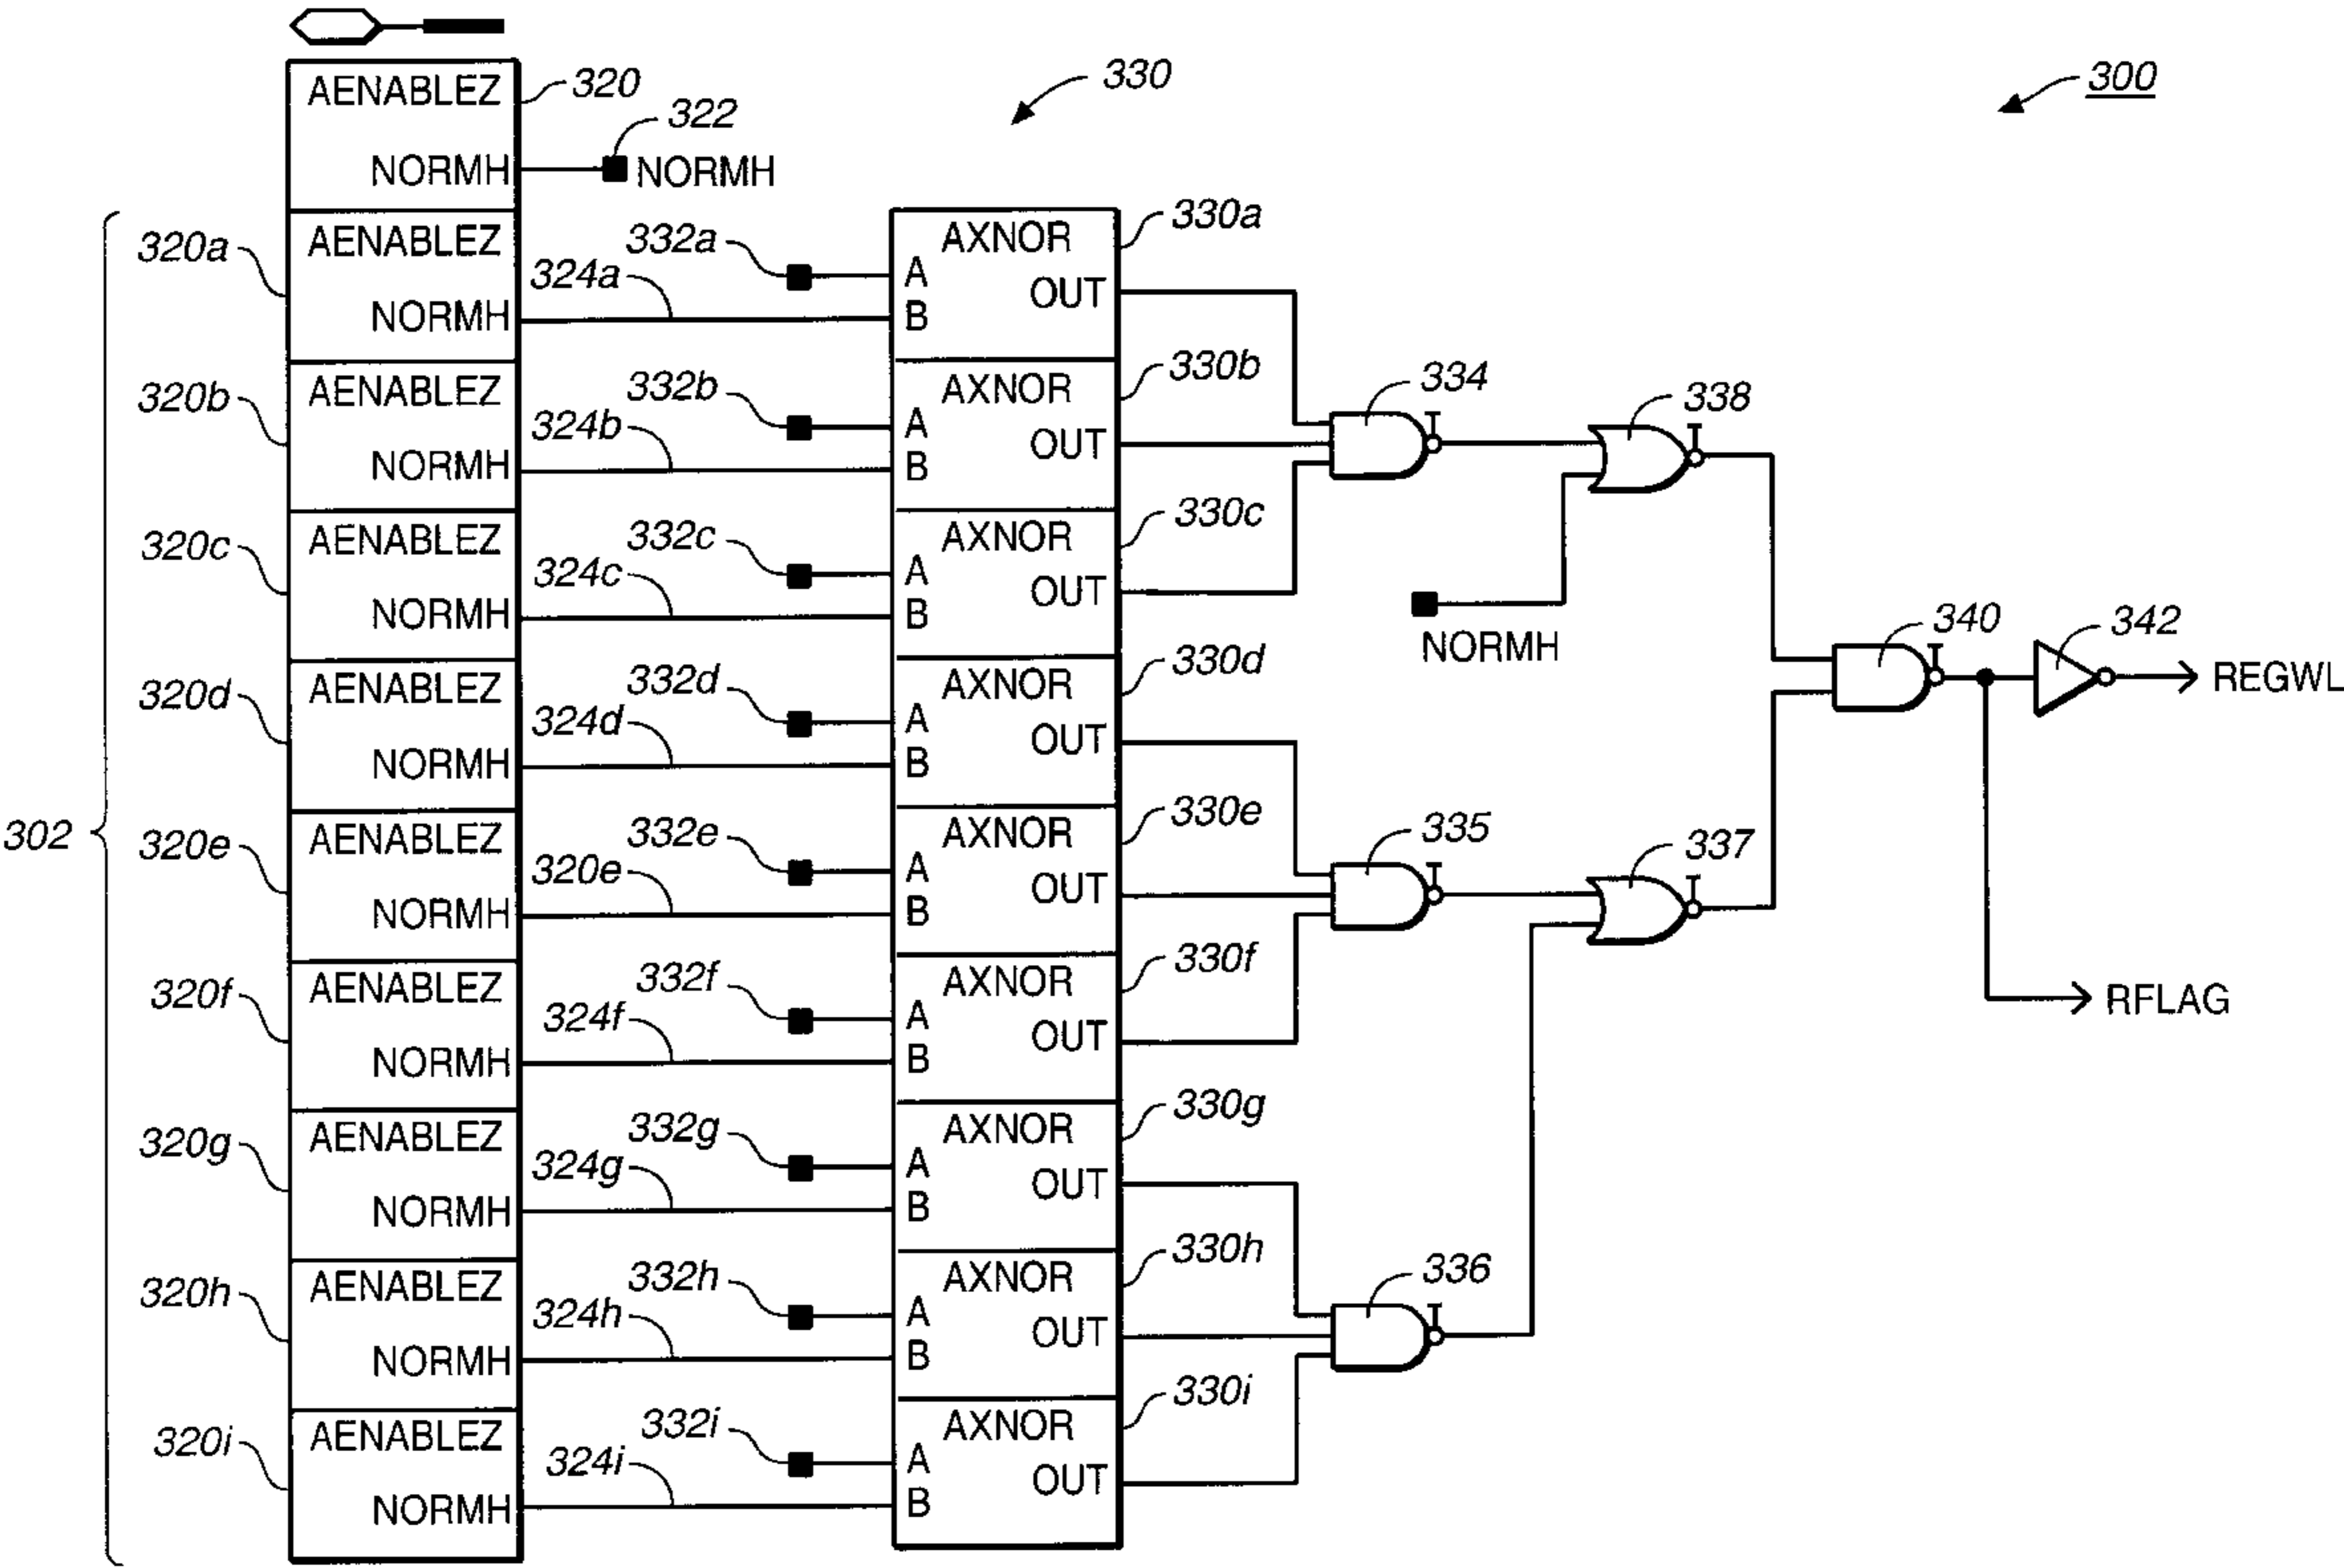 AENABLEZ 320 330 300
322
NORMH NORMH
320a AENABLEZ 332a AXNOR 330a
324a A OUT
NORMH B
320b AENABLEZ 332b AXNOR 330b
324b A OUT 334 338
NORMH B
320c AENABLEZ 332c AXNOR 330c
324c A OUT
NORMH B NORMH 340 342
320d AENABLEZ 332d AXNOR 330d REGWL
324d A OUT
NORMH B
302 320e AENABLEZ 332e AXNOR 330e 335 337
320e A OUT
NORMH B
320f AENABLEZ 332f AXNOR 330f RFLAG
324f A OUT
NORMH B
320g AENABLEZ 332g AXNOR 330g
324g A OUT
NORMH B
320h AENABLEZ 332h AXNOR 330h 336
324h A OUT
NORMH B
320i AENABLEZ 332i AXNOR 330i
324i A OUT
NORMH B